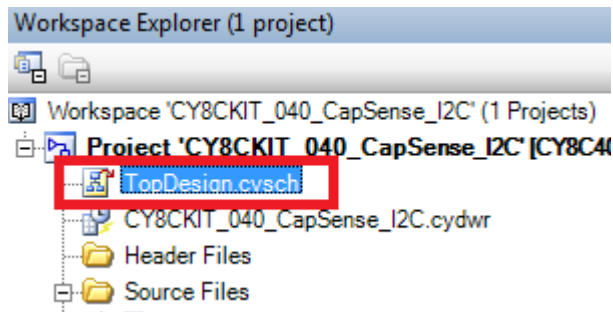 Workspace Explorer (1 project)
Workspace 'CY8CKIT_040_CapSense_I2C' (1 Projects)
Project 'CY8CKIT_040_CapSense_I2C' [CY8C40
TopDesign.cysch
CY8CKIT_040_CapSense_I2C.cydwr
Header Files
Source Files